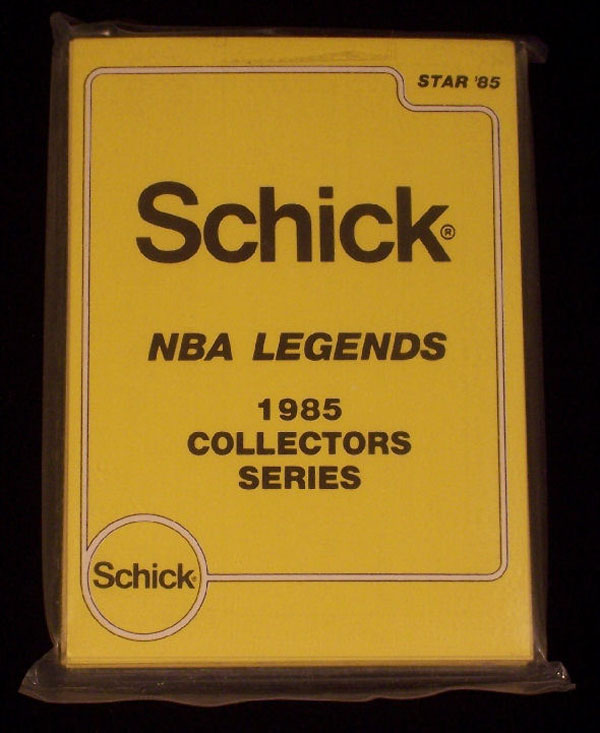 STAR '85
Schick®
NBA LEGENDS
1985
COLLECTORS
SERIES
Schick®